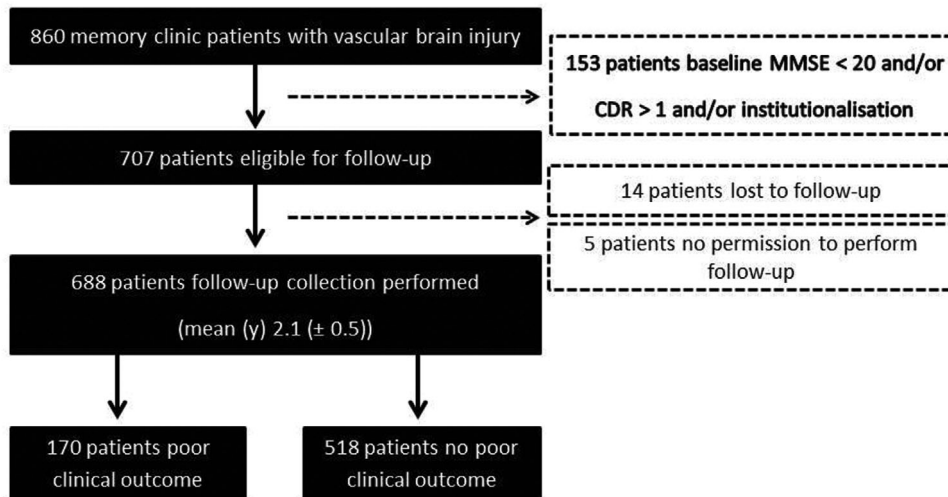 860 memory clinic patients with vascular brain injury
153 patients baseline MMSE < 20 and/or
CDR > 1 and/or institutionalisation
707 patients eligible for follow-up
14 patients lost to follow-up
5 patients no permission to perform
follow-up
688 patients follow-up collection performed
(mean (y) 2.1 (± 0.5))
170 patients poor
clinical outcome
518 patients no poor
clinical outcome